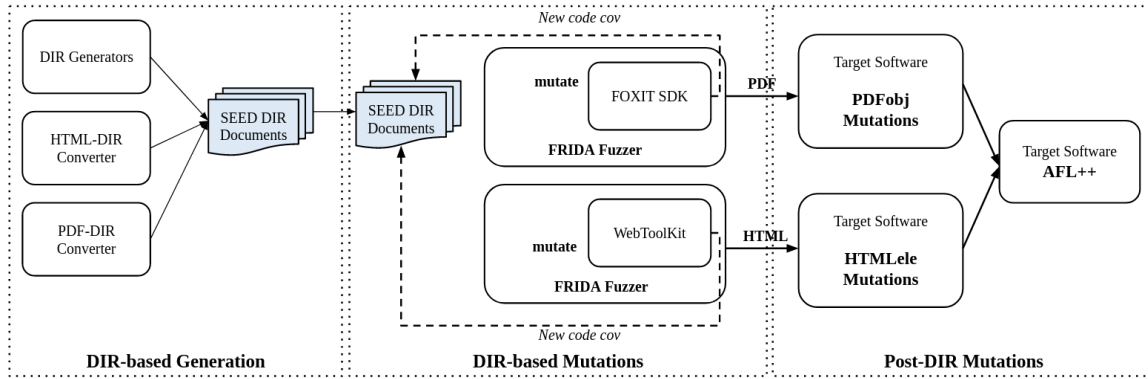 DIR Generators
HTML-DIR
Converter
PDF-DIR
Converter
SEED DIR
Documents
DIR-based Generation
New code cov
SEED DIR
Documents
mutate
FOXIT SDK
FRIDA Fuzzer
PDF
mutate
WebToolKit
FRIDA Fuzzer
HTML
New code cov
DIR-based Mutations
Target Software
PDFobj
Mutations
Target Software
HTMLele
Mutations
Target Software
AFL++
Post-DIR Mutations